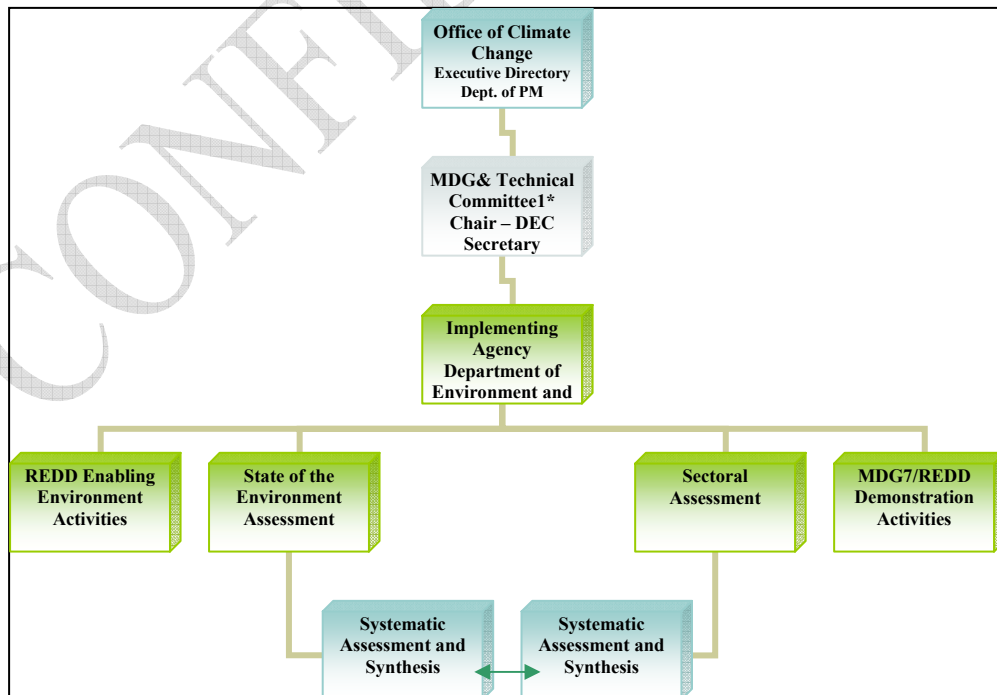 CONFI
Office of Climate
Change
Executive Directory
Dept. of PM
MDG& Technical
Committee1*
Chair – DEC
Secretary
Implementing
Agency
Department of
Environment and
REDD Enabling
Environment
Activities
State of the
Environment
Assessment
Sectoral
Assessment
MDG7/REDD
Demonstration
Activities
Systematic
Assessment and
Synthesis
Systematic
Assessment and
Synthesis